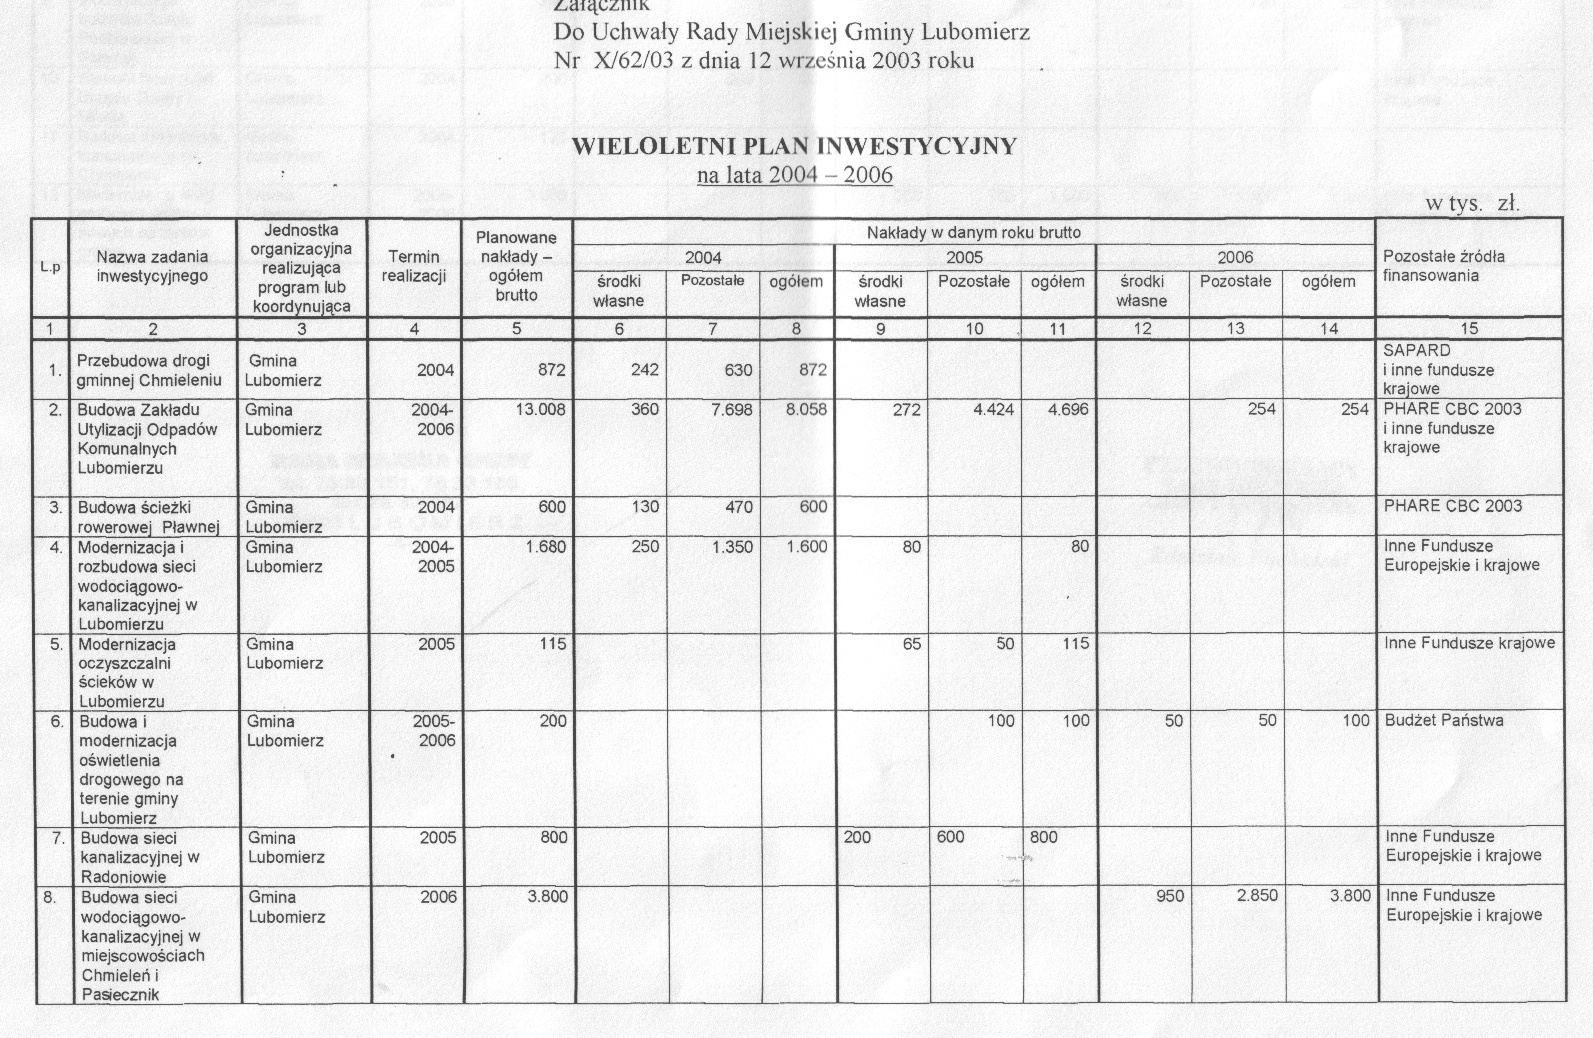 Załącznik
Do Uchwały Rady Miejskiej Gminy Lubomierz
Nr X/62/03 z dnia 12 września 2003 roku
WIELOLETNI PLAN INWESTYCYJNY
na lata 2004 – 2006
w tys. zł.
L.p
Nazwa zadania
inwestycyjnego
Jednostka
organizacyjna
realizująca
program lub
koordynująca
Termin
realizacji
Planowane
nakłady –
ogółem
brutto
Nakłady w danym roku brutto
2004 2005 2006
środki
własne
Pozostałe
ogółem
środki
własne
Pozostałe
ogółem
środki
własne
Pozostałe
ogółem
Pozostałe źródła
finansowania
1 2 3 4 5 6 7 8 9 10 11 12 13 14 15
1.
Przebudowa drogi
gminnej Chmieleniu
Gmina
Lubomierz
2004 872 242 630 872
SAPARD
i inne fundusze
krajowe
2.
Budowa Zakładu
Utylizacji Odpadów
Komunalnych
Lubomierzu
Gmina
Lubomierz
2004-
2006
13.008 360 7.698 8.058 272 4.424 4.696 254 254
PHARE CBC 2003
i inne fundusze
krajowe
3.
Budowa ścieżki
rowerowej Pławnej
Gmina
Lubomierz
2004 600 130 470 600
PHARE CBC 2003
4.
Modernizacja i
rozbudowa sieci
wodociągowo-
kanalizacyjnej w
Lubomierzu
Gmina
Lubomierz
2004-
2005
1.680 250 1.350 1.600 80 80
Inne Fundusze
Europejskie i krajowe
5.
Modernizacja
oczyszczalni
ścieków w
Lubomierzu
Gmina
Lubomierz
2005 115 65 50 115
Inne Fundusze krajowe
6.
Budowa i
modernizacja
oświetlenia
drogowego na
terenie gminy
Lubomierz
Gmina
Lubomierz
2005-
2006
200 100 100 50 50 100
Budżet Państwa
7.
Budowa sieci
kanalizacyjnej w
Radoniowie
Gmina
Lubomierz
2005 800 200 600 800
Inne Fundusze
Europejskie i krajowe
8.
Budowa sieci
wodociągowo-
kanalizacyjnej w
miejscowościach
Chmieleń i
Pasiecznik
Gmina
Lubomierz
2006 3.800 950 2.850 3.800
Inne Fundusze
Europejskie i krajowe